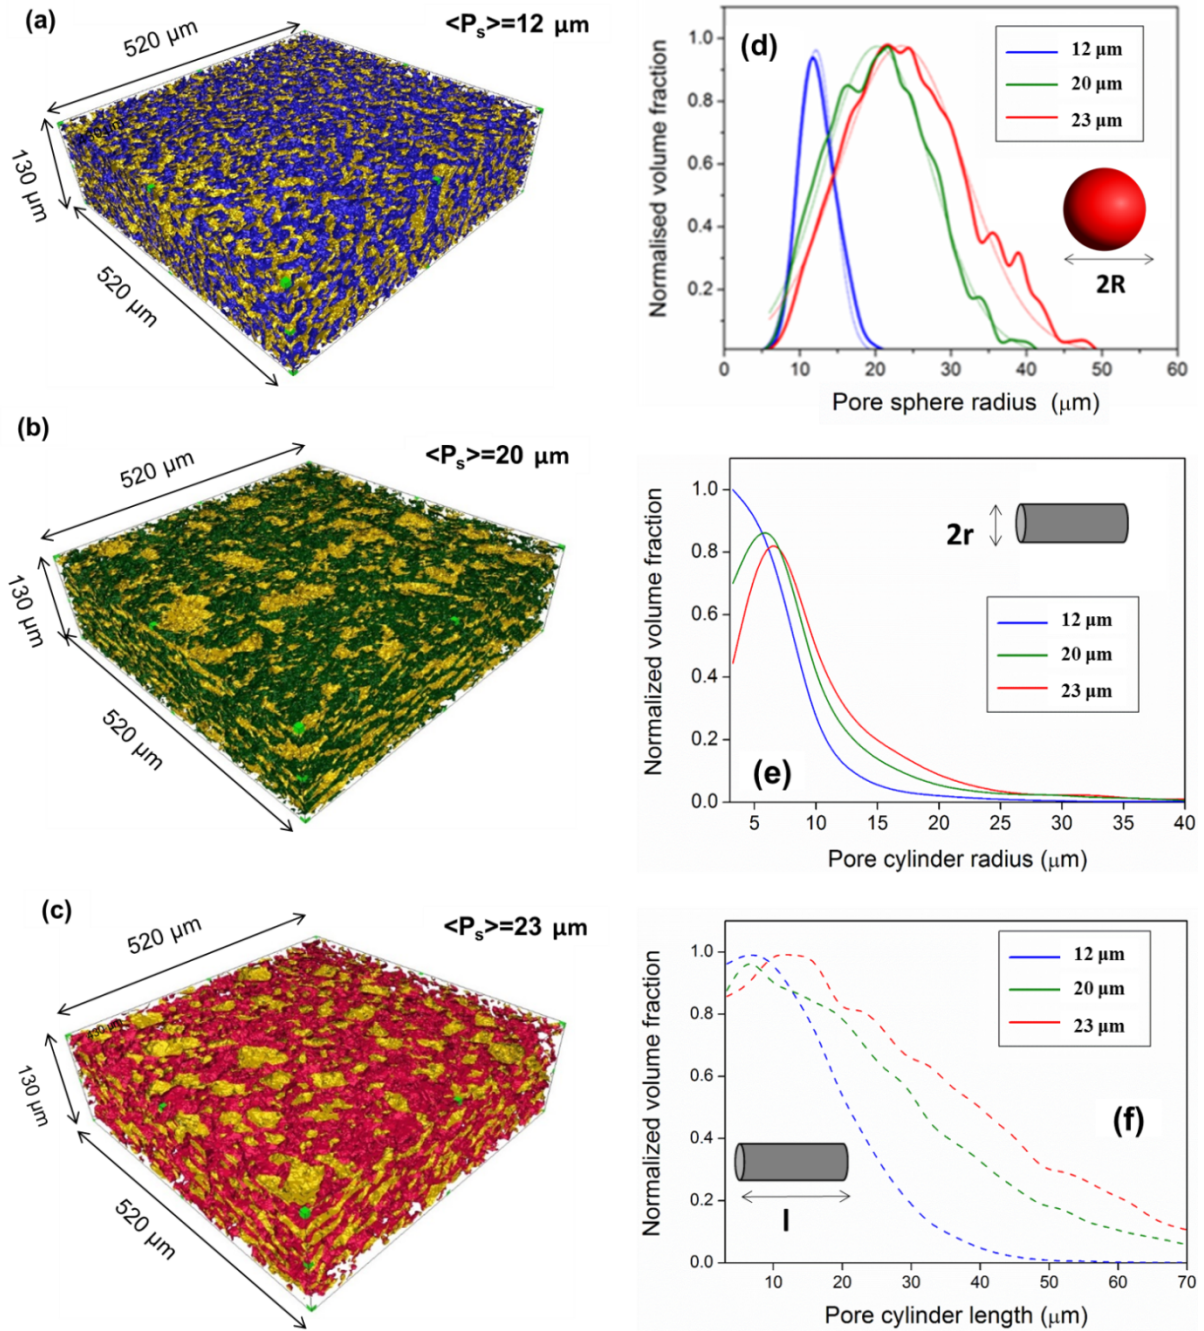 (a)
<Ps>=12 µm
520 µm
130 µm
520 µm
(b)
<Ps>=20 µm
520 µm
130 µm
520 µm
(c)
<Ps>=23 µm
520 µm
130 µm
520 µm
(d)
Normalised volume fraction
1.0
0.8
0.6
0.4
0.2
12 µm
20 µm
23 µm
2R
0 10 20 30 40 50 60
Pore sphere radius (µm)
Normalized volume fraction
1.0
0.8
0.6
0.4
0.2
0.0
2r
12 µm
20 µm
23 µm
(e)
5 10 15 20 25 30 35 40
Pore cylinder radius (µm)
Normalized volume fraction
1.0
0.8
0.6
0.4
0.2
0.0
12 µm
20 µm
23 µm
(f)
l
10 20 30 40 50 60 70
Pore cylinder length (µm)